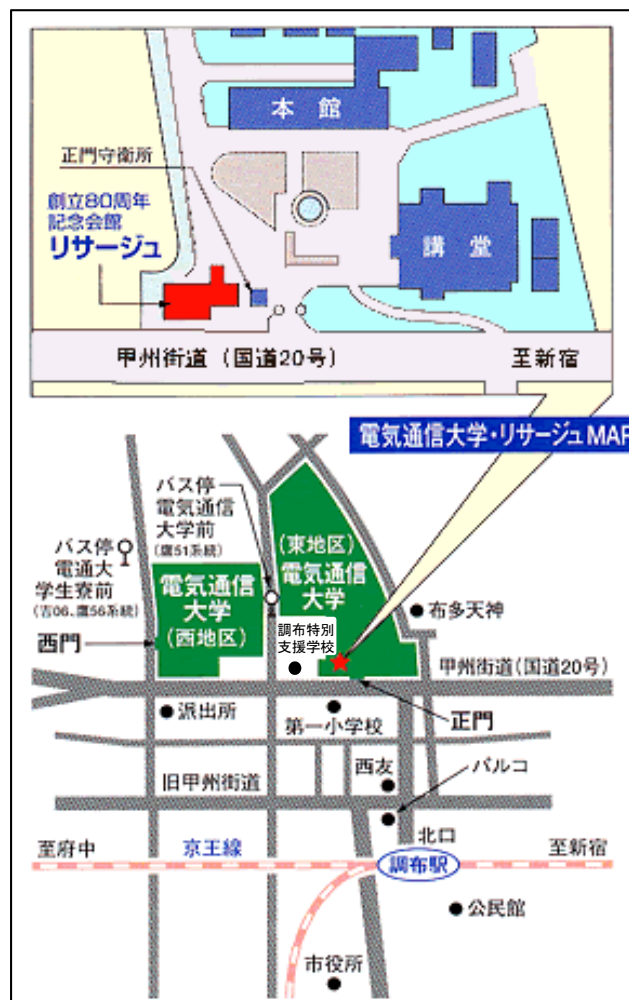 本館
正門守衛所
創立80周年
記念会館
リサージュ
講堂
甲州街道(国道20号)
至新宿
電気通信大学・リサージュMAP
バス停
電気通信
大学前
(鷹51系統)
バス停
電通大
学生寮前
(吉06、鷹56系統)
(東地区)
電気通信
大学
電気通信
大学
(西地区)
西門
調布特別
支援学校
布多天神
甲州街道(国道20号)
派出所
第一小学校
正門
西友
パルコ
旧甲州街道
北口
至府中
京王線
調布駅
至新宿
公民館
市役所